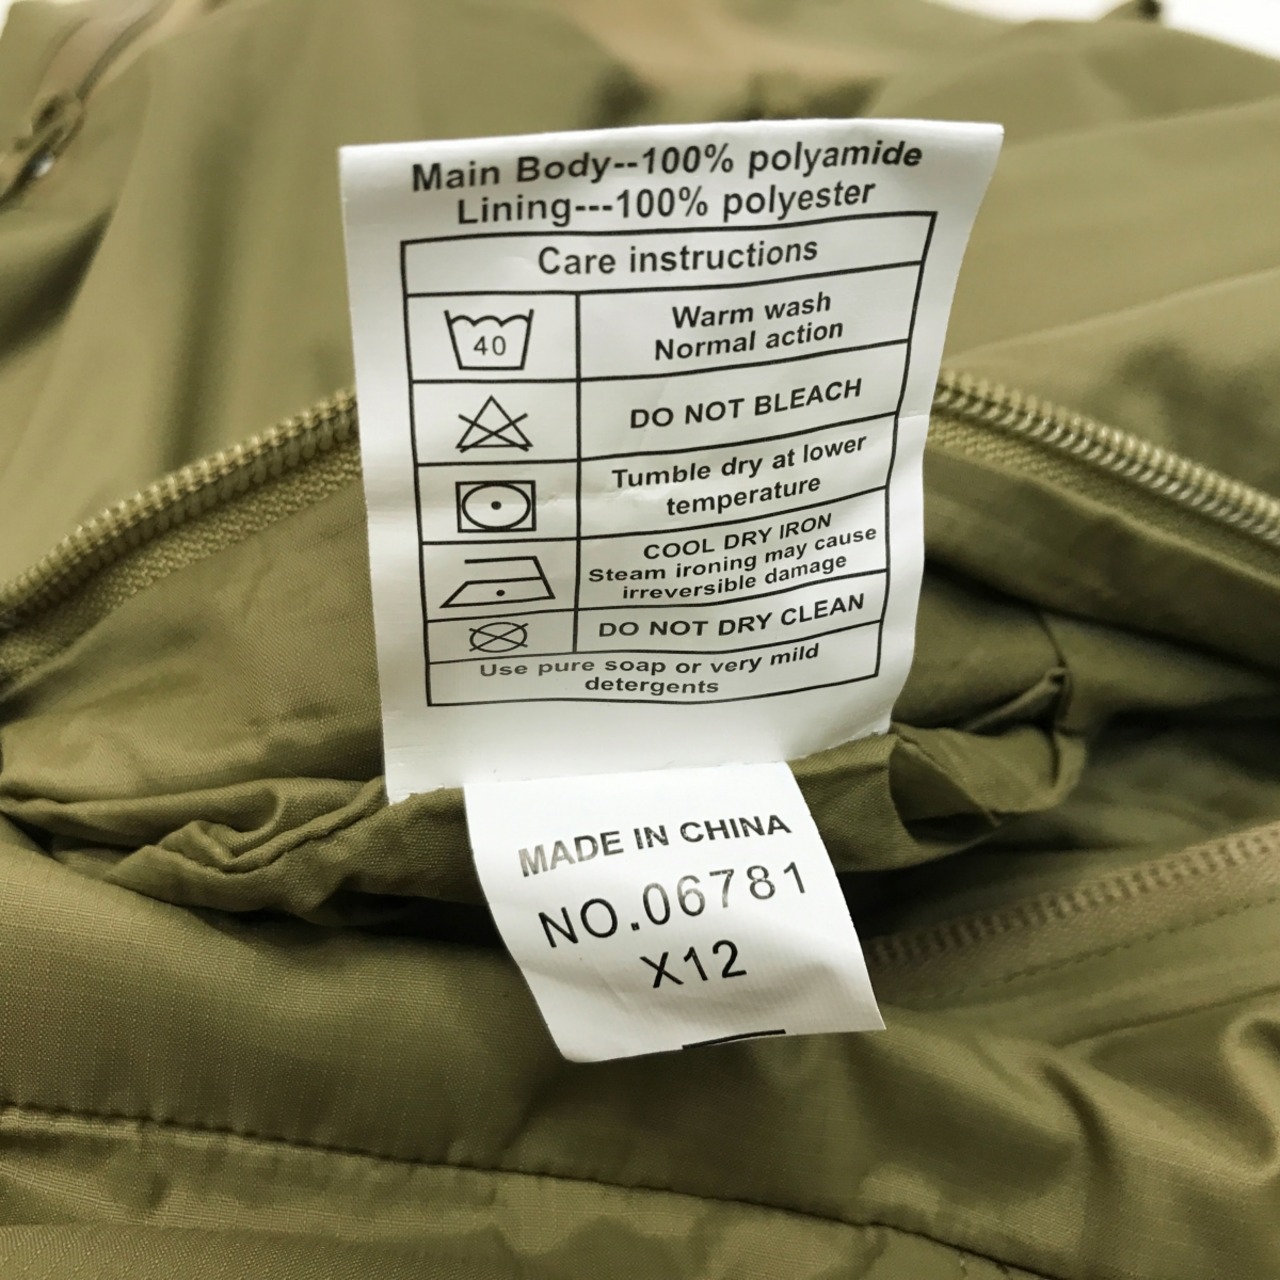 Main Body--100% polyamide
Lining---100% polyester
Care instructions
40
Warm wash
Normal action
DO NOT BLEACH
Tumble dry at lower
temperature
COOL DRY IRON
Steam ironing may cause
irreversible damage
DO NOT DRY CLEAN
Use pure soap or very mild
detergents
MADE IN CHINA
NO.06781
X12